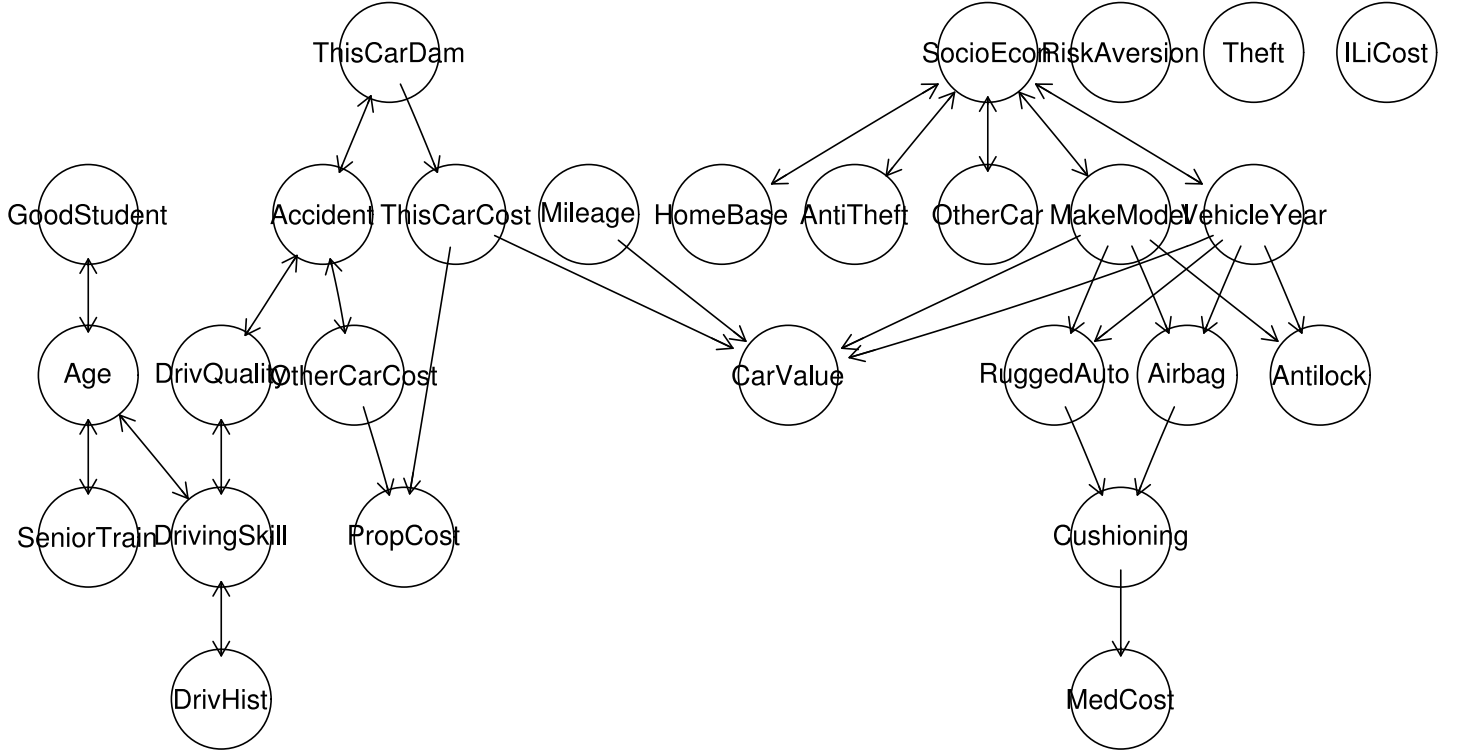 ThisCarDam SocioEcon RiskAversion Theft ILiCost
GoodStudent Accident ThisCarCost Mileage HomeBase AntiTheft OtherCar MakeModel VehicleYear
Age DrivQuality OtherCarCost CarValue RuggedAuto Airbag Antilock
SeniorTrain DrivingSkill PropCost Cushioning
DrivHist MedCost